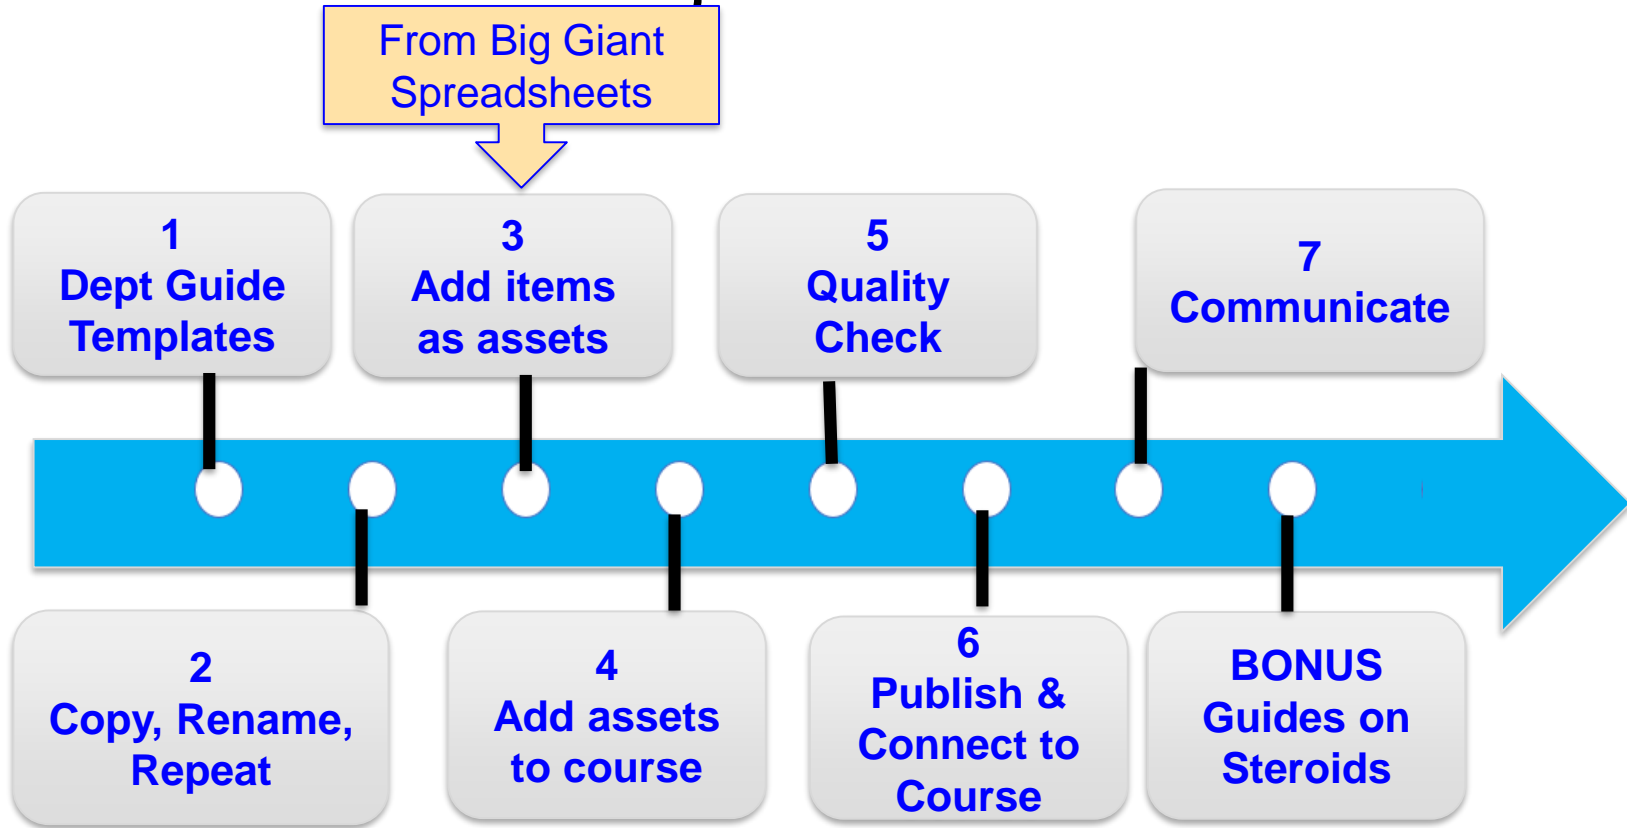 From Big Giant
Spreadsheets
1
Dept Guide
Templates
3
Add items
as assets
5
Quality
Check
7
Communicate
2
Copy, Rename,
Repeat
4
Add assets
to course
6
Publish &
Connect to
Course
BONUS
Guides on
Steroids